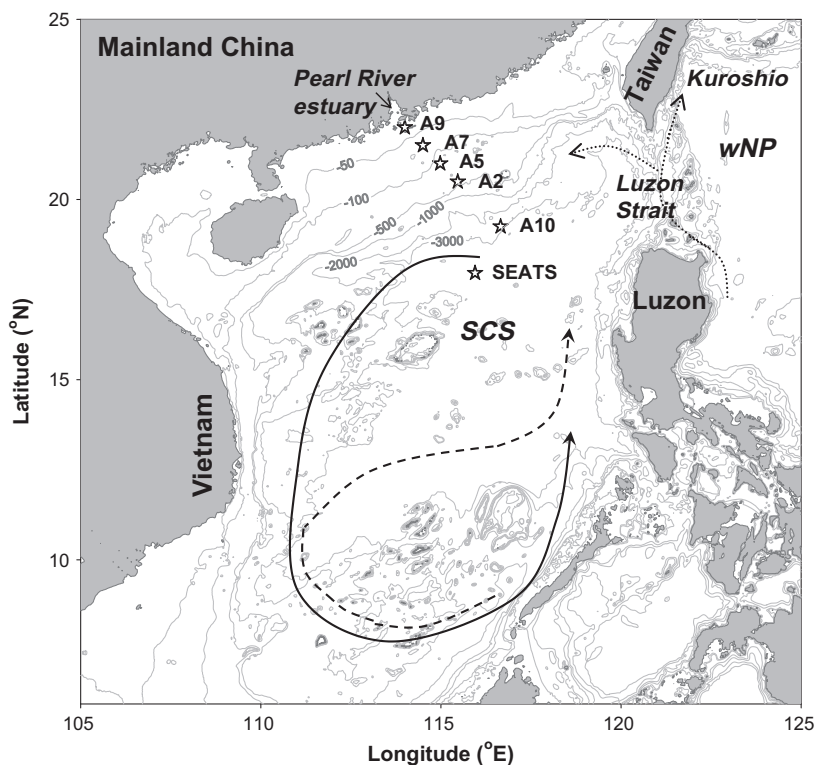 25
Mainland China
Pearl River
estuary
Taiwan
Kuroshio
A9
A7
A5
A2
wNP
-50
-100
-500
-1000
-2000
-3000
20
Luzon
Strait
A10
SEATS
SCS
Luzon
15
Vietnam
10
Latitude (°N)
105
110
115
120
125
Longitude (°E)